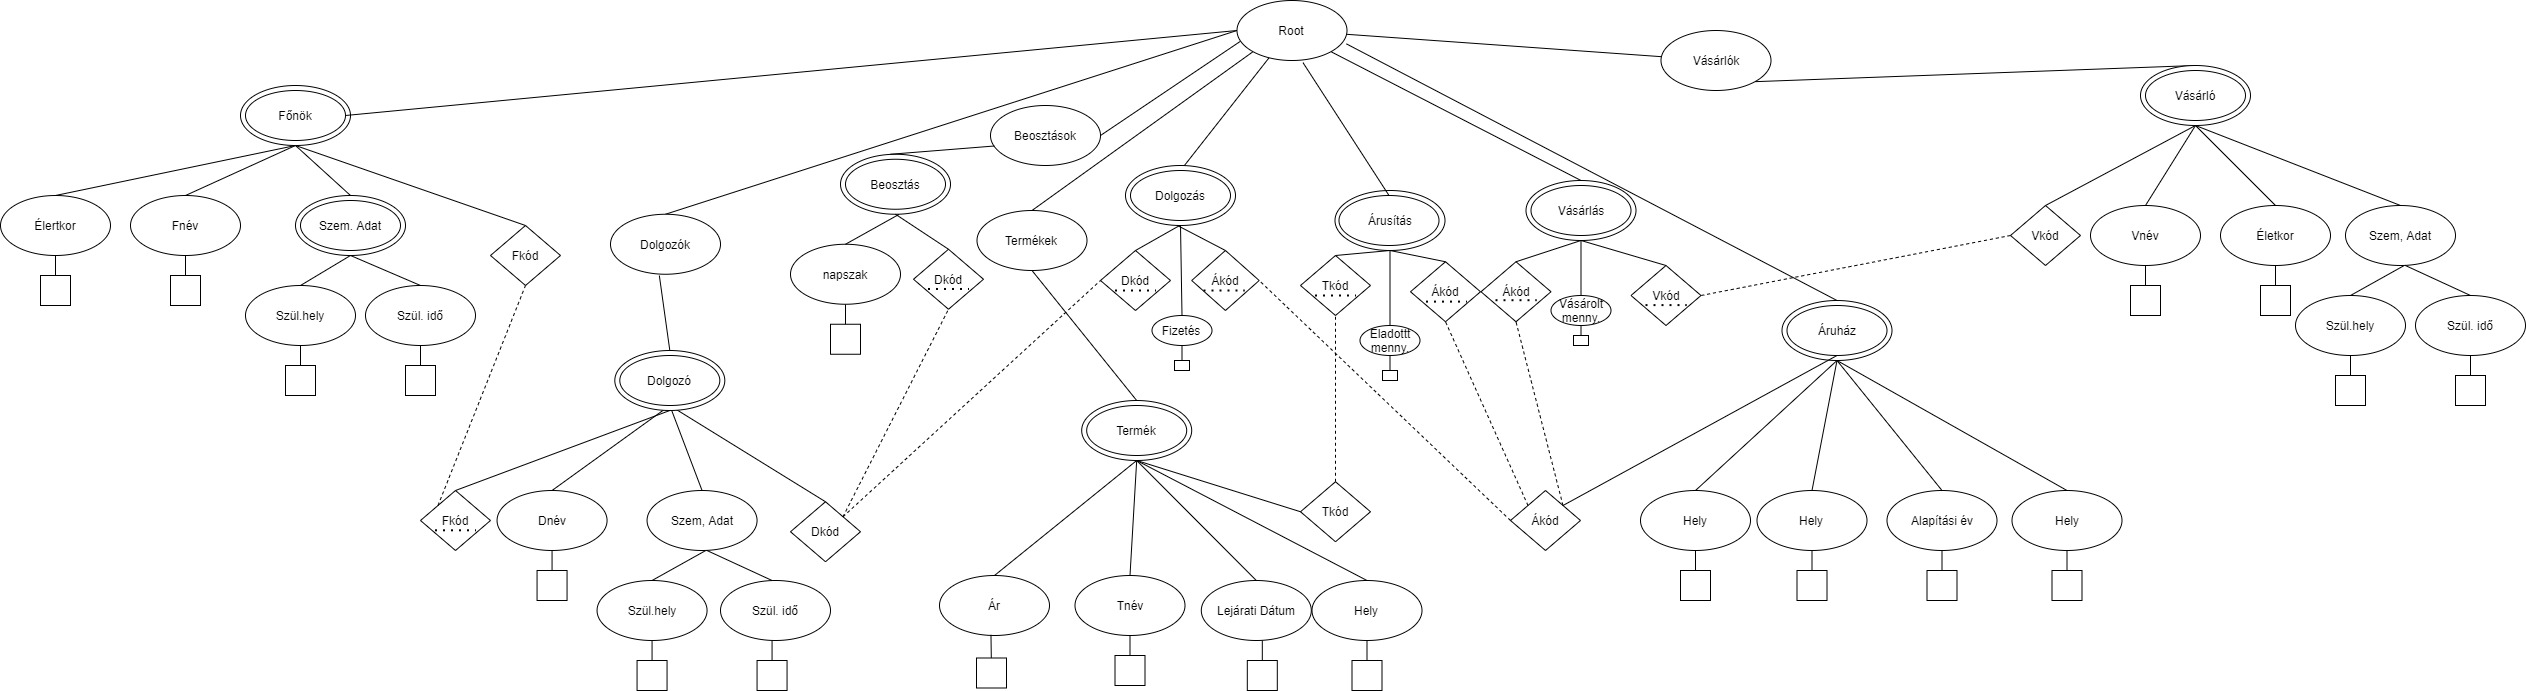 Root
Vásárlók
Vásárló
Főnök
Beosztások
Beosztás
Dolgozás
Árusítás
Vásárlás
Élertkor
Fnév
Szem. Adat
Fkód
Dolgozók
napszak
Dkód
Termékek
Dkód
Ákód
Tkód
Ákód
Ákód
Vkód
Vkód
Vnév
Életkor
Szem, Adat
Szül.hely
Szül. idő
Fizetés
Eladottt
menny.
Vásárolt
menny.
Áruház
Szül.hely
Szül. idő
Dolgozó
Termék
Fkód
Dnév
Szem, Adat
Dkód
Tkód
Ákód
Hely
Hely
Alapítási év
Hely
Szül.hely
Szül. idő
Ár
Tnév
Lejárati Dátum
Hely